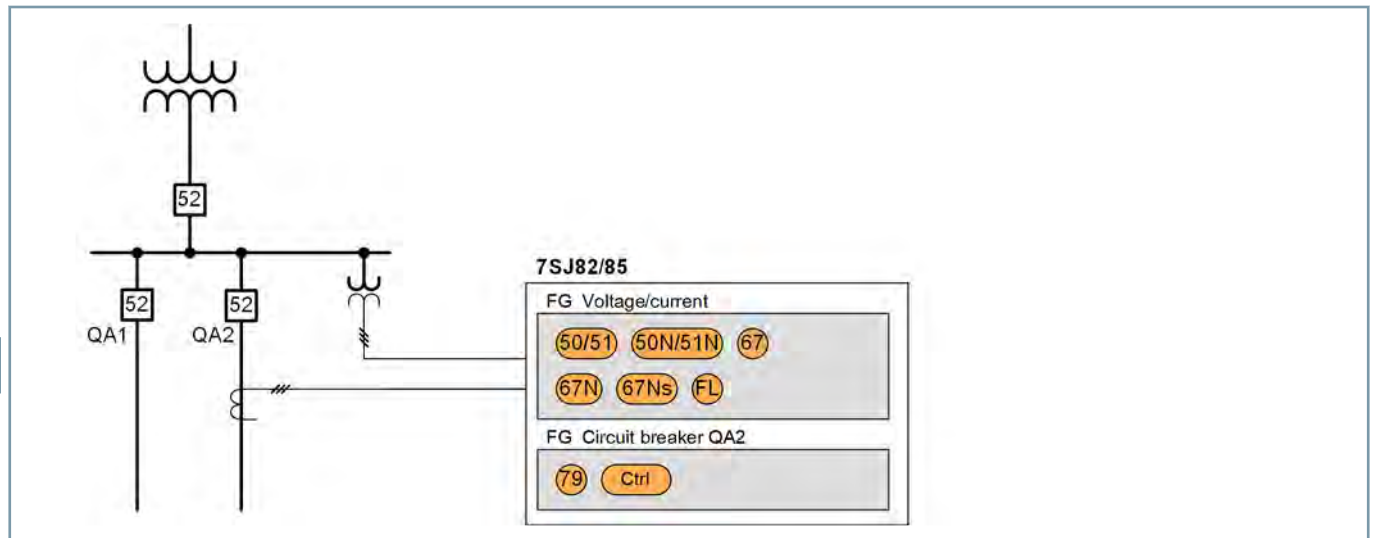 52
52
52
QA1
QA2
7SJ82/85
FG Voltage/current
50/51 50N/51N 67
67N 67Ns FL
FG Circuit breaker QA2
79 Ctrl